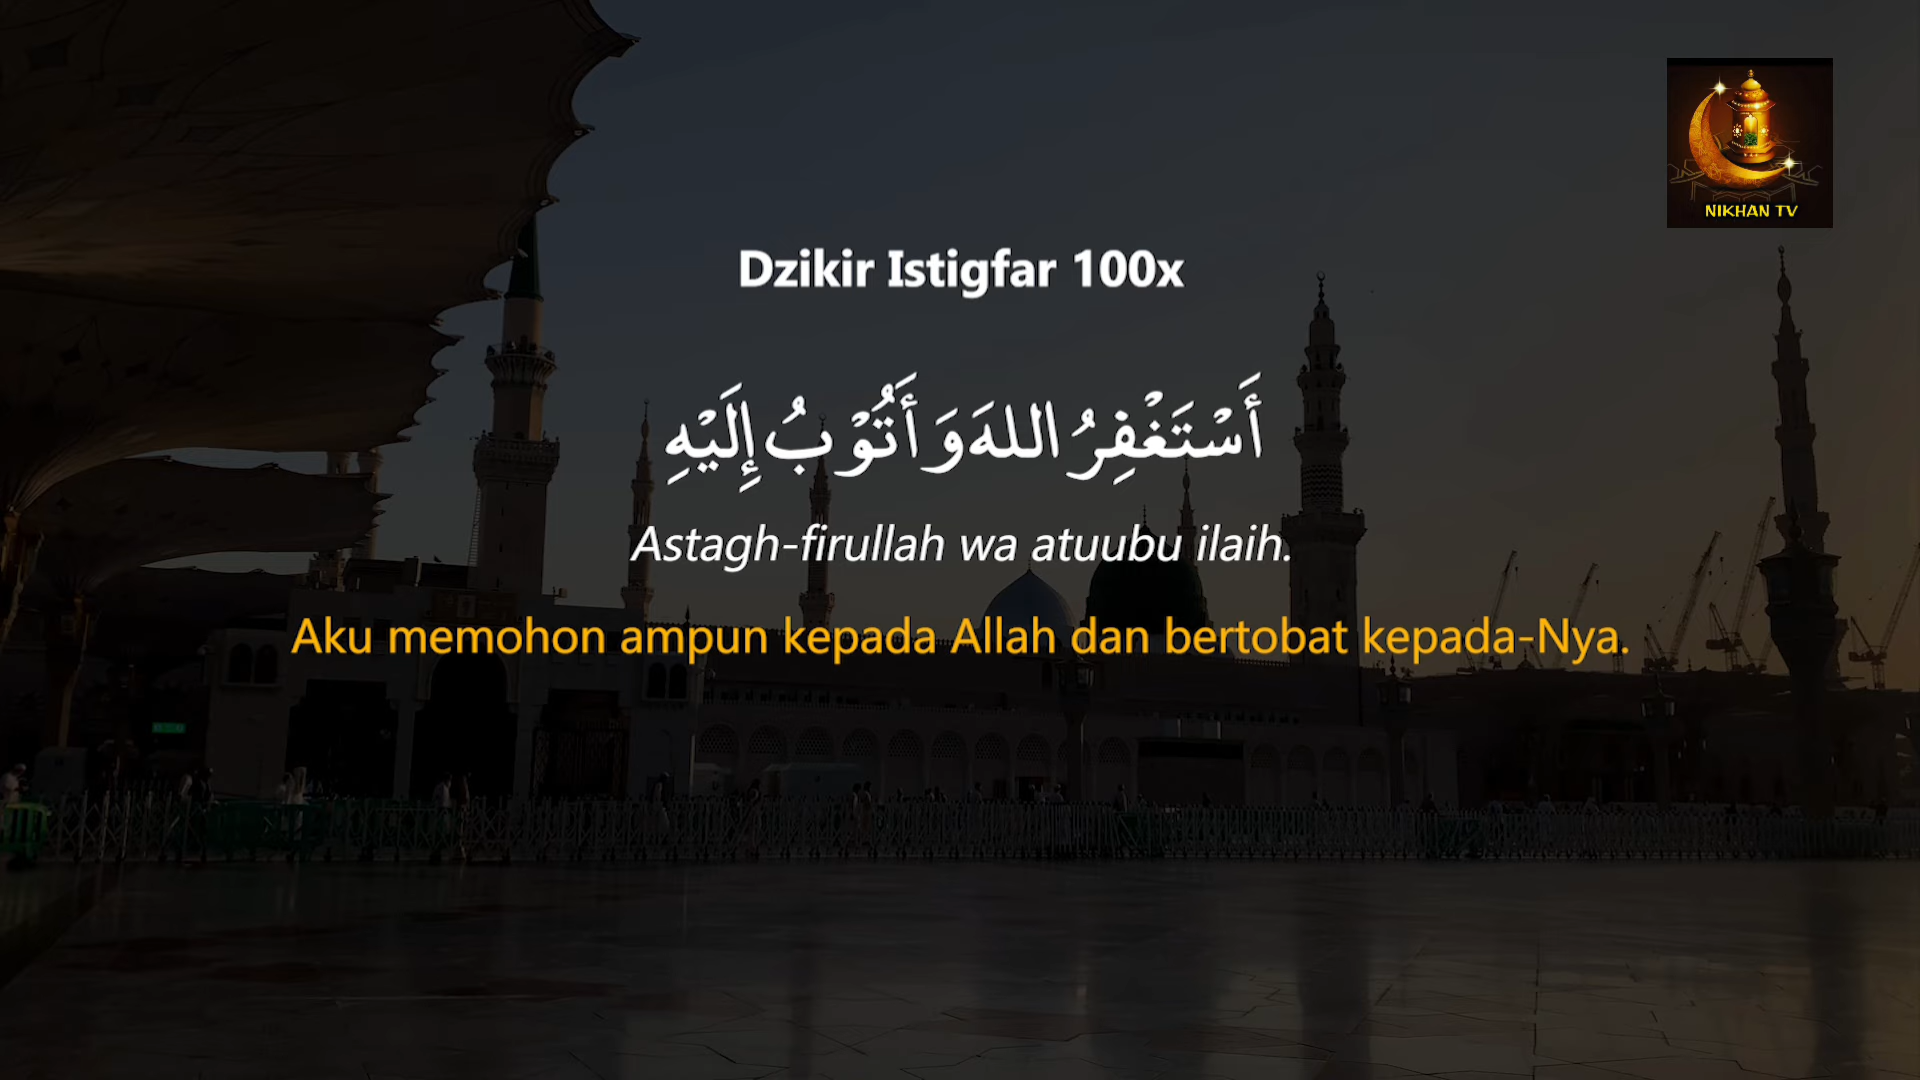 NIKHAN TV
Dzikir Istigfar 100x
أَسْتَغْفِرُ اللهَ وَ أَتُوْبُ إِلَيْهِ
Astagh-firullah wa atuubu ilaih.
Aku memohon ampun kepada Allah dan bertobat kepada-Nya.